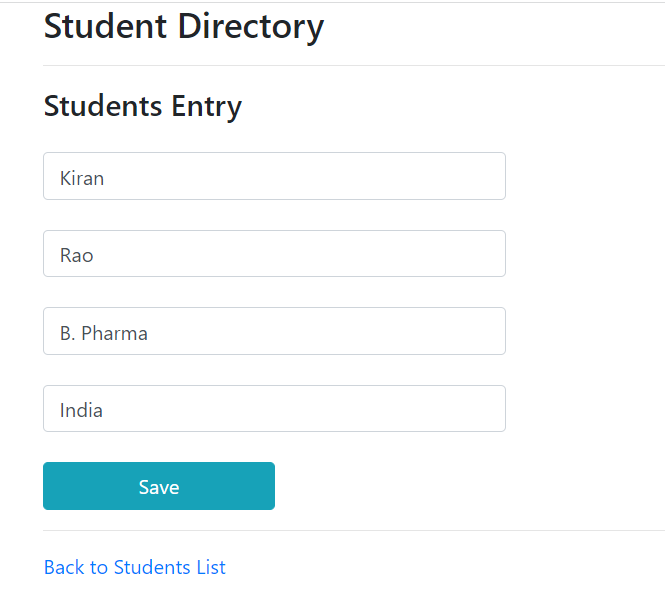 Student Directory
Students Entry
Kiran
Rao
B. Pharma
India
Save
Back to Students List